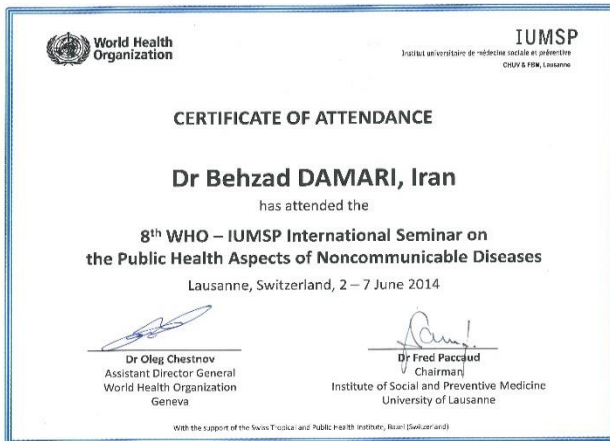 World Health
Organization
IUMSP
Institut universitaire de médecine sociale et préventive
CHUV & FBM, Lausanne
CERTIFICATE OF ATTENDANCE
Dr Behzad DAMARI, Iran
has attended the
8th WHO – IUMSP International Seminar on
the Public Health Aspects of Noncommunicable Diseases
Lausanne, Switzerland, 2 – 7 June 2014
Dr Oleg Chestnov
Assistant Director General
World Health Organization
Geneva
Dr Fred Paccaud
Chairman
Institute of Social and Preventive Medicine
University of Lausanne
With the support of the Swiss Tropical and Public Health Institute, Basel (Switzerland)